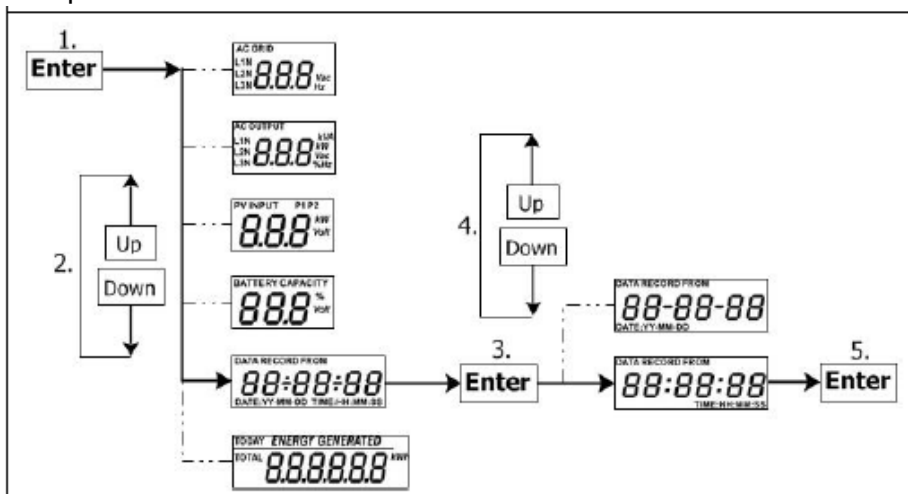 1.
Enter
AC GRID
L1N
L2N
L3N
8.8.8
Vac
Hz
AC OUTPUT
L1N
L2N
L3N
8.8.8
kVA
kW
Vac
%Hz
2.
Up
Down
PV INPUT P1 P2
8.8.8
kW
Volt
BATTERY CAPACITY
88.8
%
Volt
DATA RECORD FROM
88:88:88
DATE:YY-MM-DD TIME:HH:MM:SS
TODAY ENERGY GENERATED
TOTAL 8.8.8.8.8.8 kWh
3.
Enter
4.
Up
Down
DATA RECORD FROM
88-88-88
DATE:YY-MM-DD
DATA RECORD FROM
88:88:88
TIME:HH:MM:SS
5.
Enter